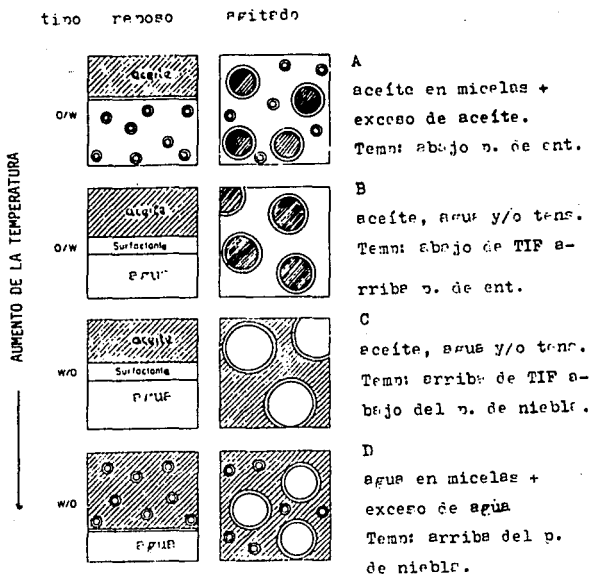 tipo reposo agitado
AUMENTO DE LA TEMPERATURA
O/W
aceite
A
aceite en micelas +
exceso de aceite.
Temp: abajo p. de ent.
O/W
aceite
Surfactante
agua
B
aceite, agua y/o tens.
Temp: abajo de TIF a-
rriba p. de ent.
W/O
aceite
Surfactante
agua
C
aceite, agua y/o tens.
Temp: arriba de TIF a-
bajo del p. de niebla.
W/O
agua
D
agua en micelas +
exceso de agua
Temp: arriba del p.
de niebla.